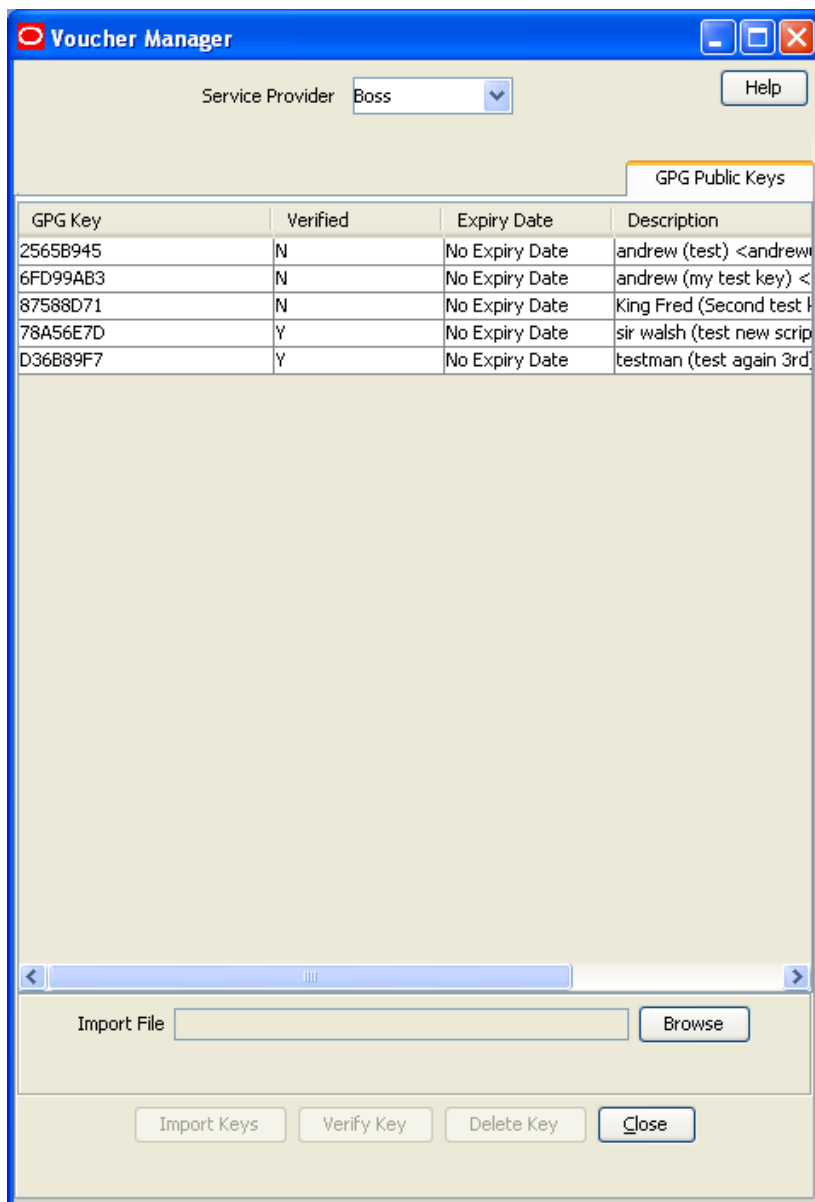 Voucher Manager
Service Provider Boss Help
GPG Public Keys
GPG Key Verified Expiry Date Description
2565B945 N No Expiry Date andrew (test) <andrew
6FD99AB3 N No Expiry Date andrew (my test key) <
87588D71 N No Expiry Date King Fred (Second test
78A56E7D Y No Expiry Date sir walsh (test new scrip
D36B89F7 Y No Expiry Date testman (test again 3rd)
Import File Browse
Import Keys Verify Key Delete Key Close